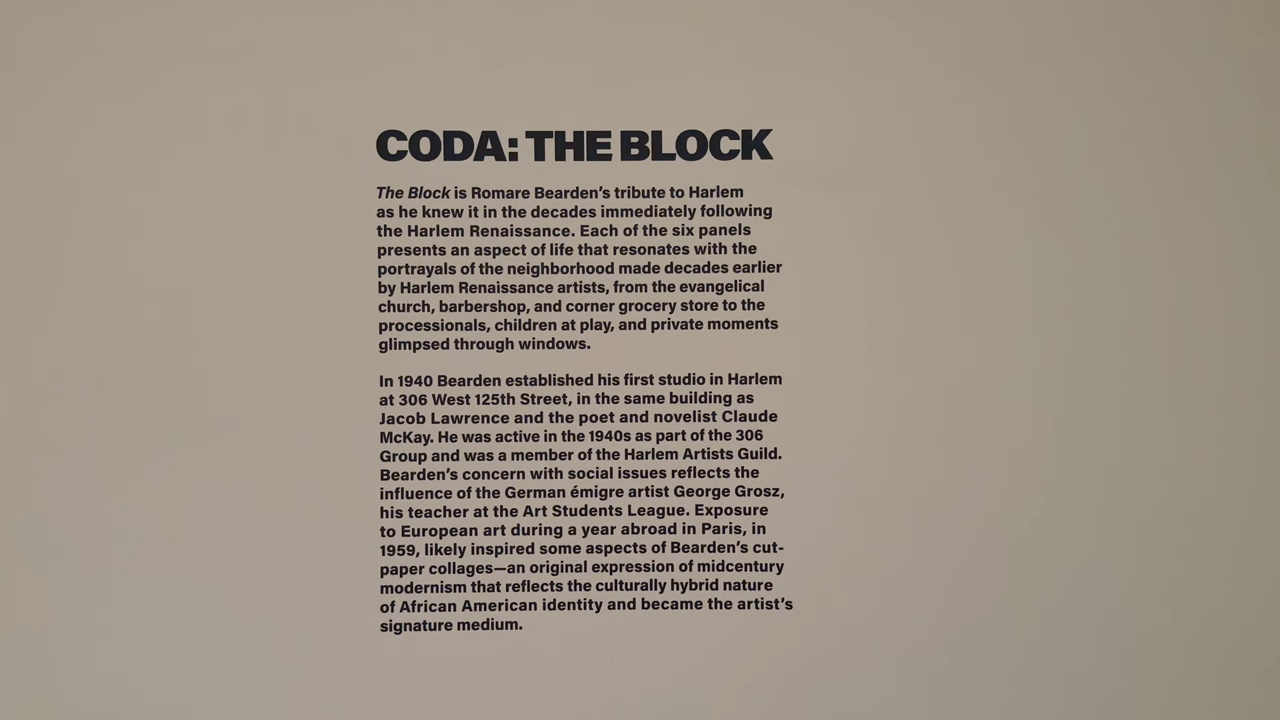 CODA: THE BLOCK
The Block is Romare Bearden's tribute to Harlem
as he knew it in the decades immediately following
the Harlem Renaissance. Each of the six panels
presents an aspect of life that resonates with the
portrayals of the neighborhood made decades earlier
by Harlem Renaissance artists, from the evangelical
church, barbershop, and corner grocery store to the
processionals, children at play, and private moments
glimpsed through windows.
In 1940 Bearden established his first studio in Harlem
at 306 West 125th Street, in the same building as
Jacob Lawrence and the poet and novelist Claude
McKay. He was active in the 1940s as part of the 306
Group and was a member of the Harlem Artists Guild.
Bearden's concern with social issues reflects the
influence of the German émigre artist George Grosz,
his teacher at the Art Students League. Exposure
to European art during a year abroad in Paris, in
1959, likely inspired some aspects of Bearden's cut-
paper collages—an original expression of midcentury
modernism that reflects the culturally hybrid nature
of African American identity and became the artist's
signature medium.